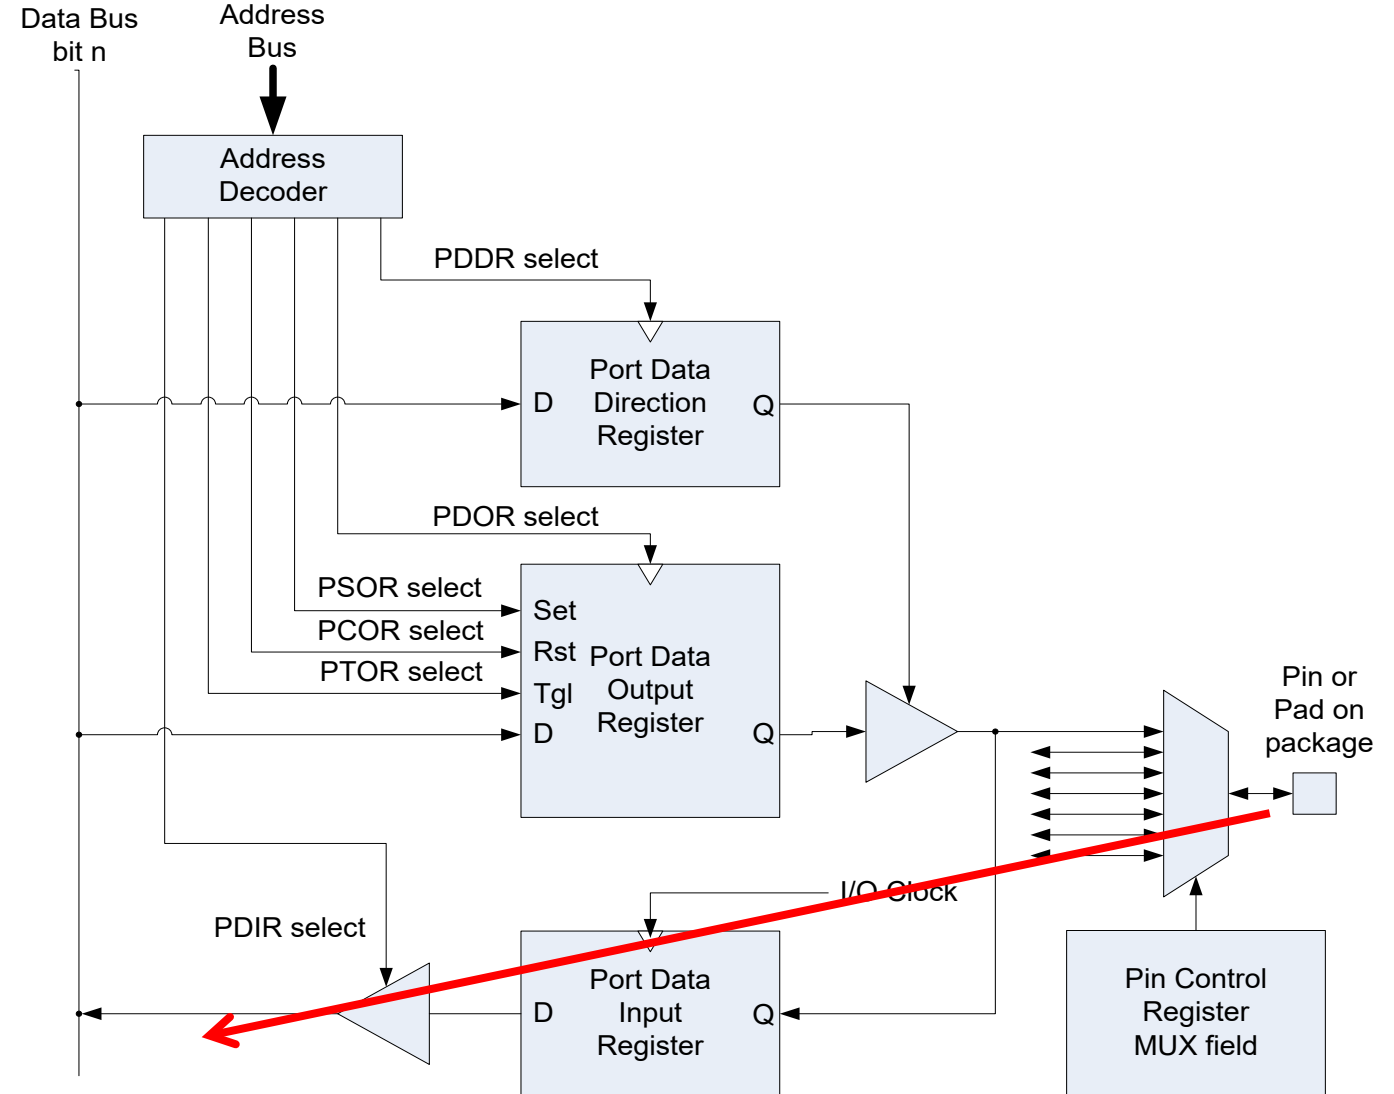 Data Bus
bit n
Address
Bus
Address
Decoder
PDDR select
Port Data
Direction
Register
D
Q
PDOR select
PSOR select
PCOR select
PTOR select
Set
Rst
Tgl
D
Port Data
Output
Register
Q
Pin or
Pad on
package
I/O Clock
PDIR select
Port Data
Input
Register
D
Q
Pin Control
Register
MUX field